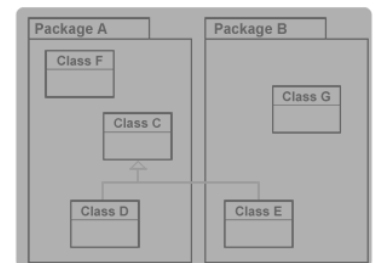 Package A
Package B
Class F
Class G
Class C
Class D
Class E